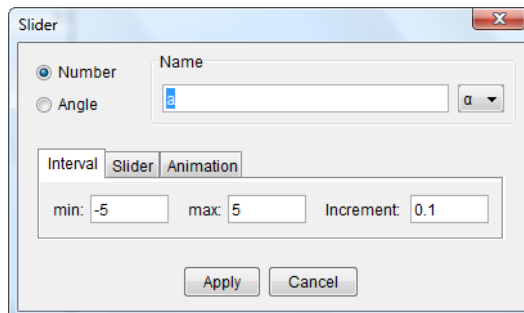 Slider
Number
Angle
Name
a
α
Interval Slider Animation
min: -5 max: 5 Increment: 0.1
Apply Cancel